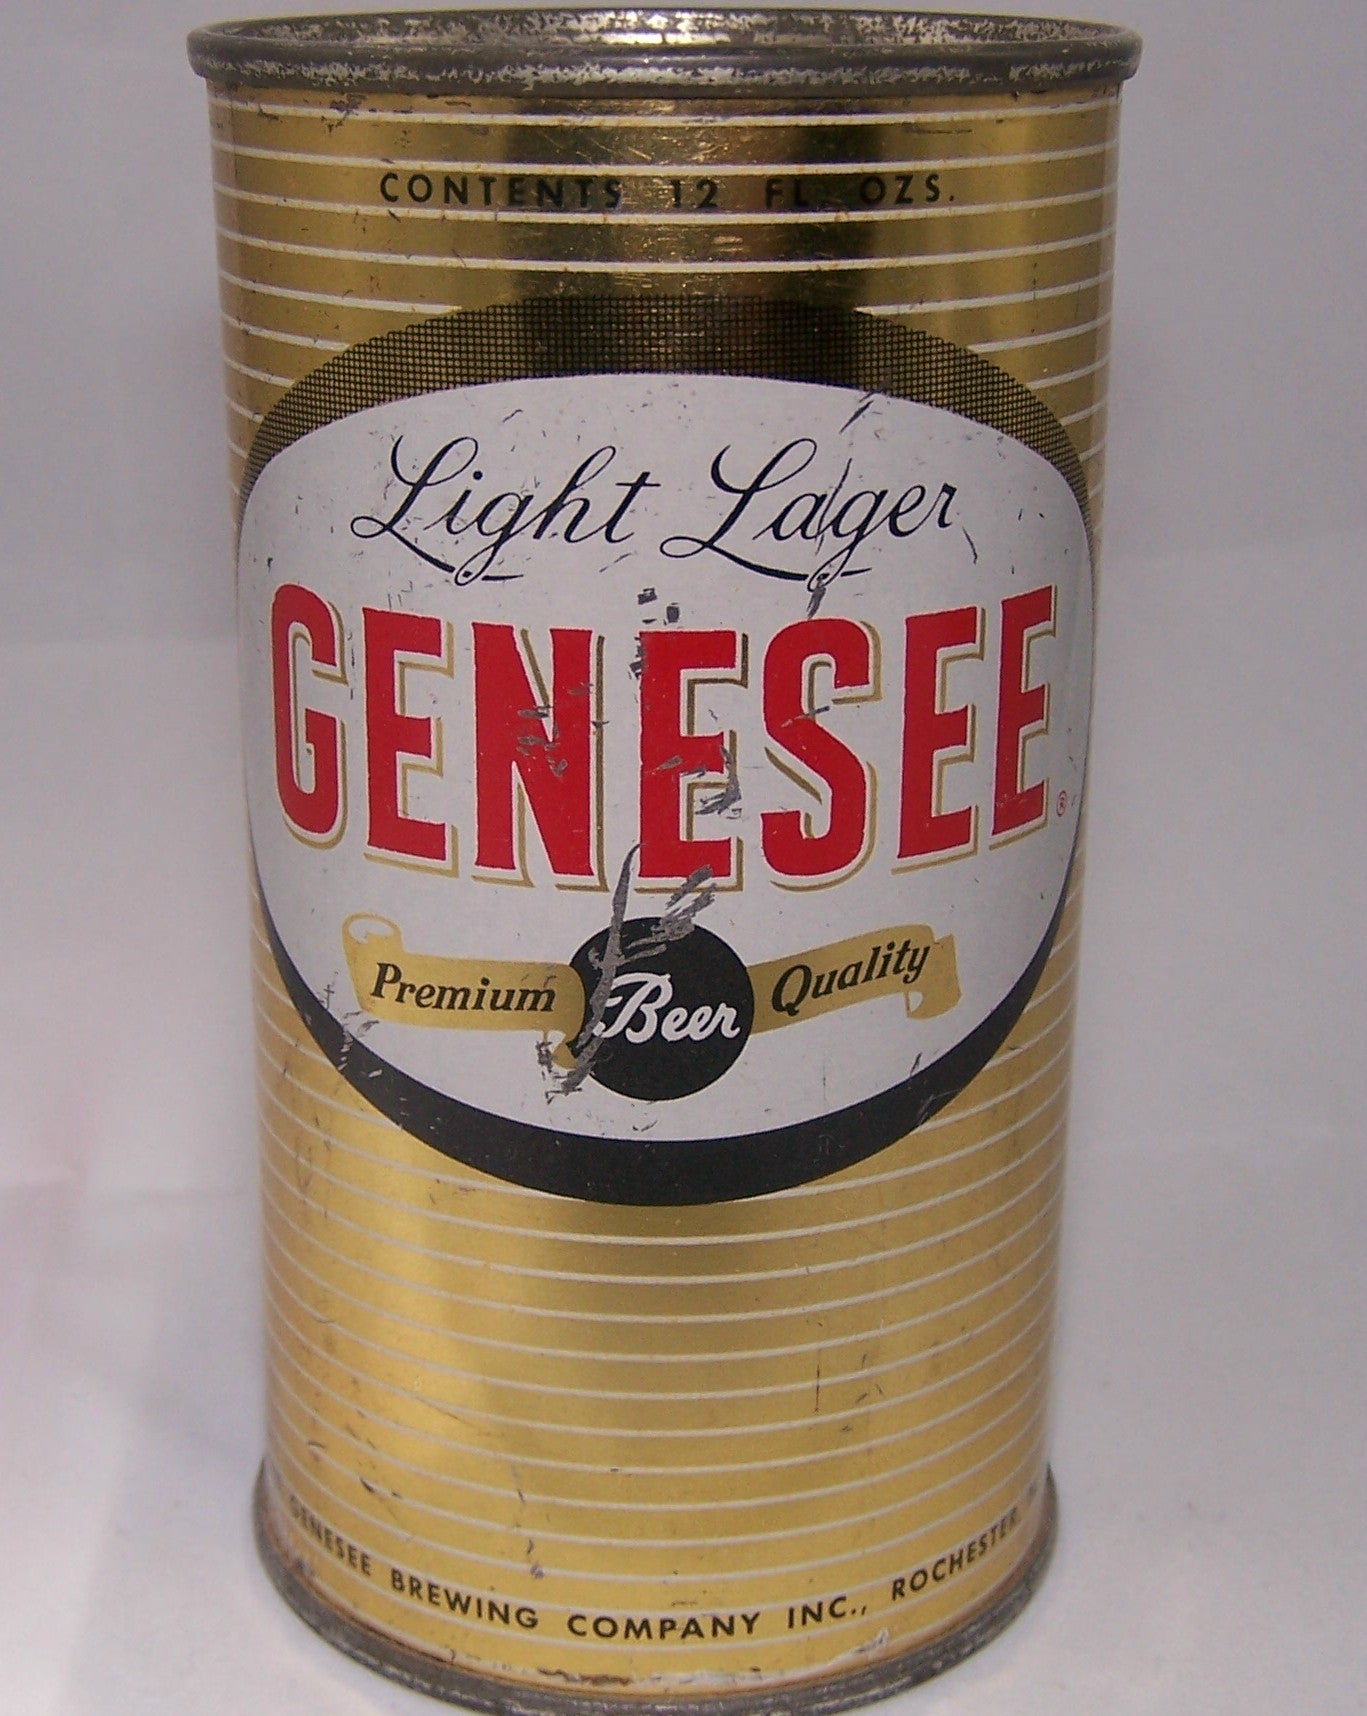 CONTENTS 12 FL. OZS.
Light Lager
GENESEE®
Premium Beer Quality
GENESEE BREWING COMPANY INC., ROCHESTER